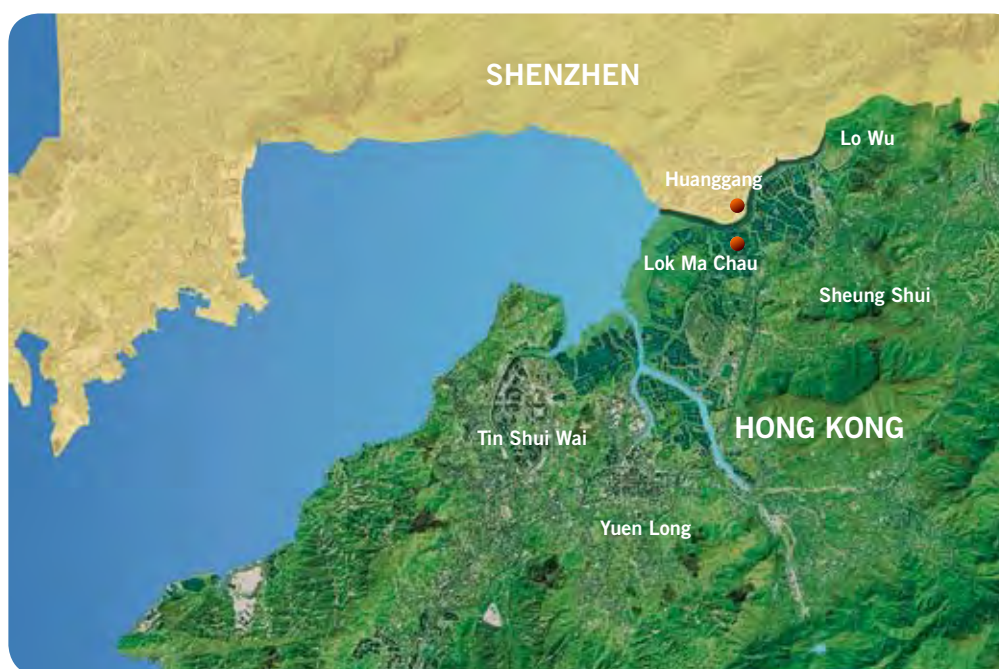 SHENZHEN
Lo Wu
Huanggang
Lok Ma Chau
Sheung Shui
HONG KONG
Tin Shui Wai
Yuen Long